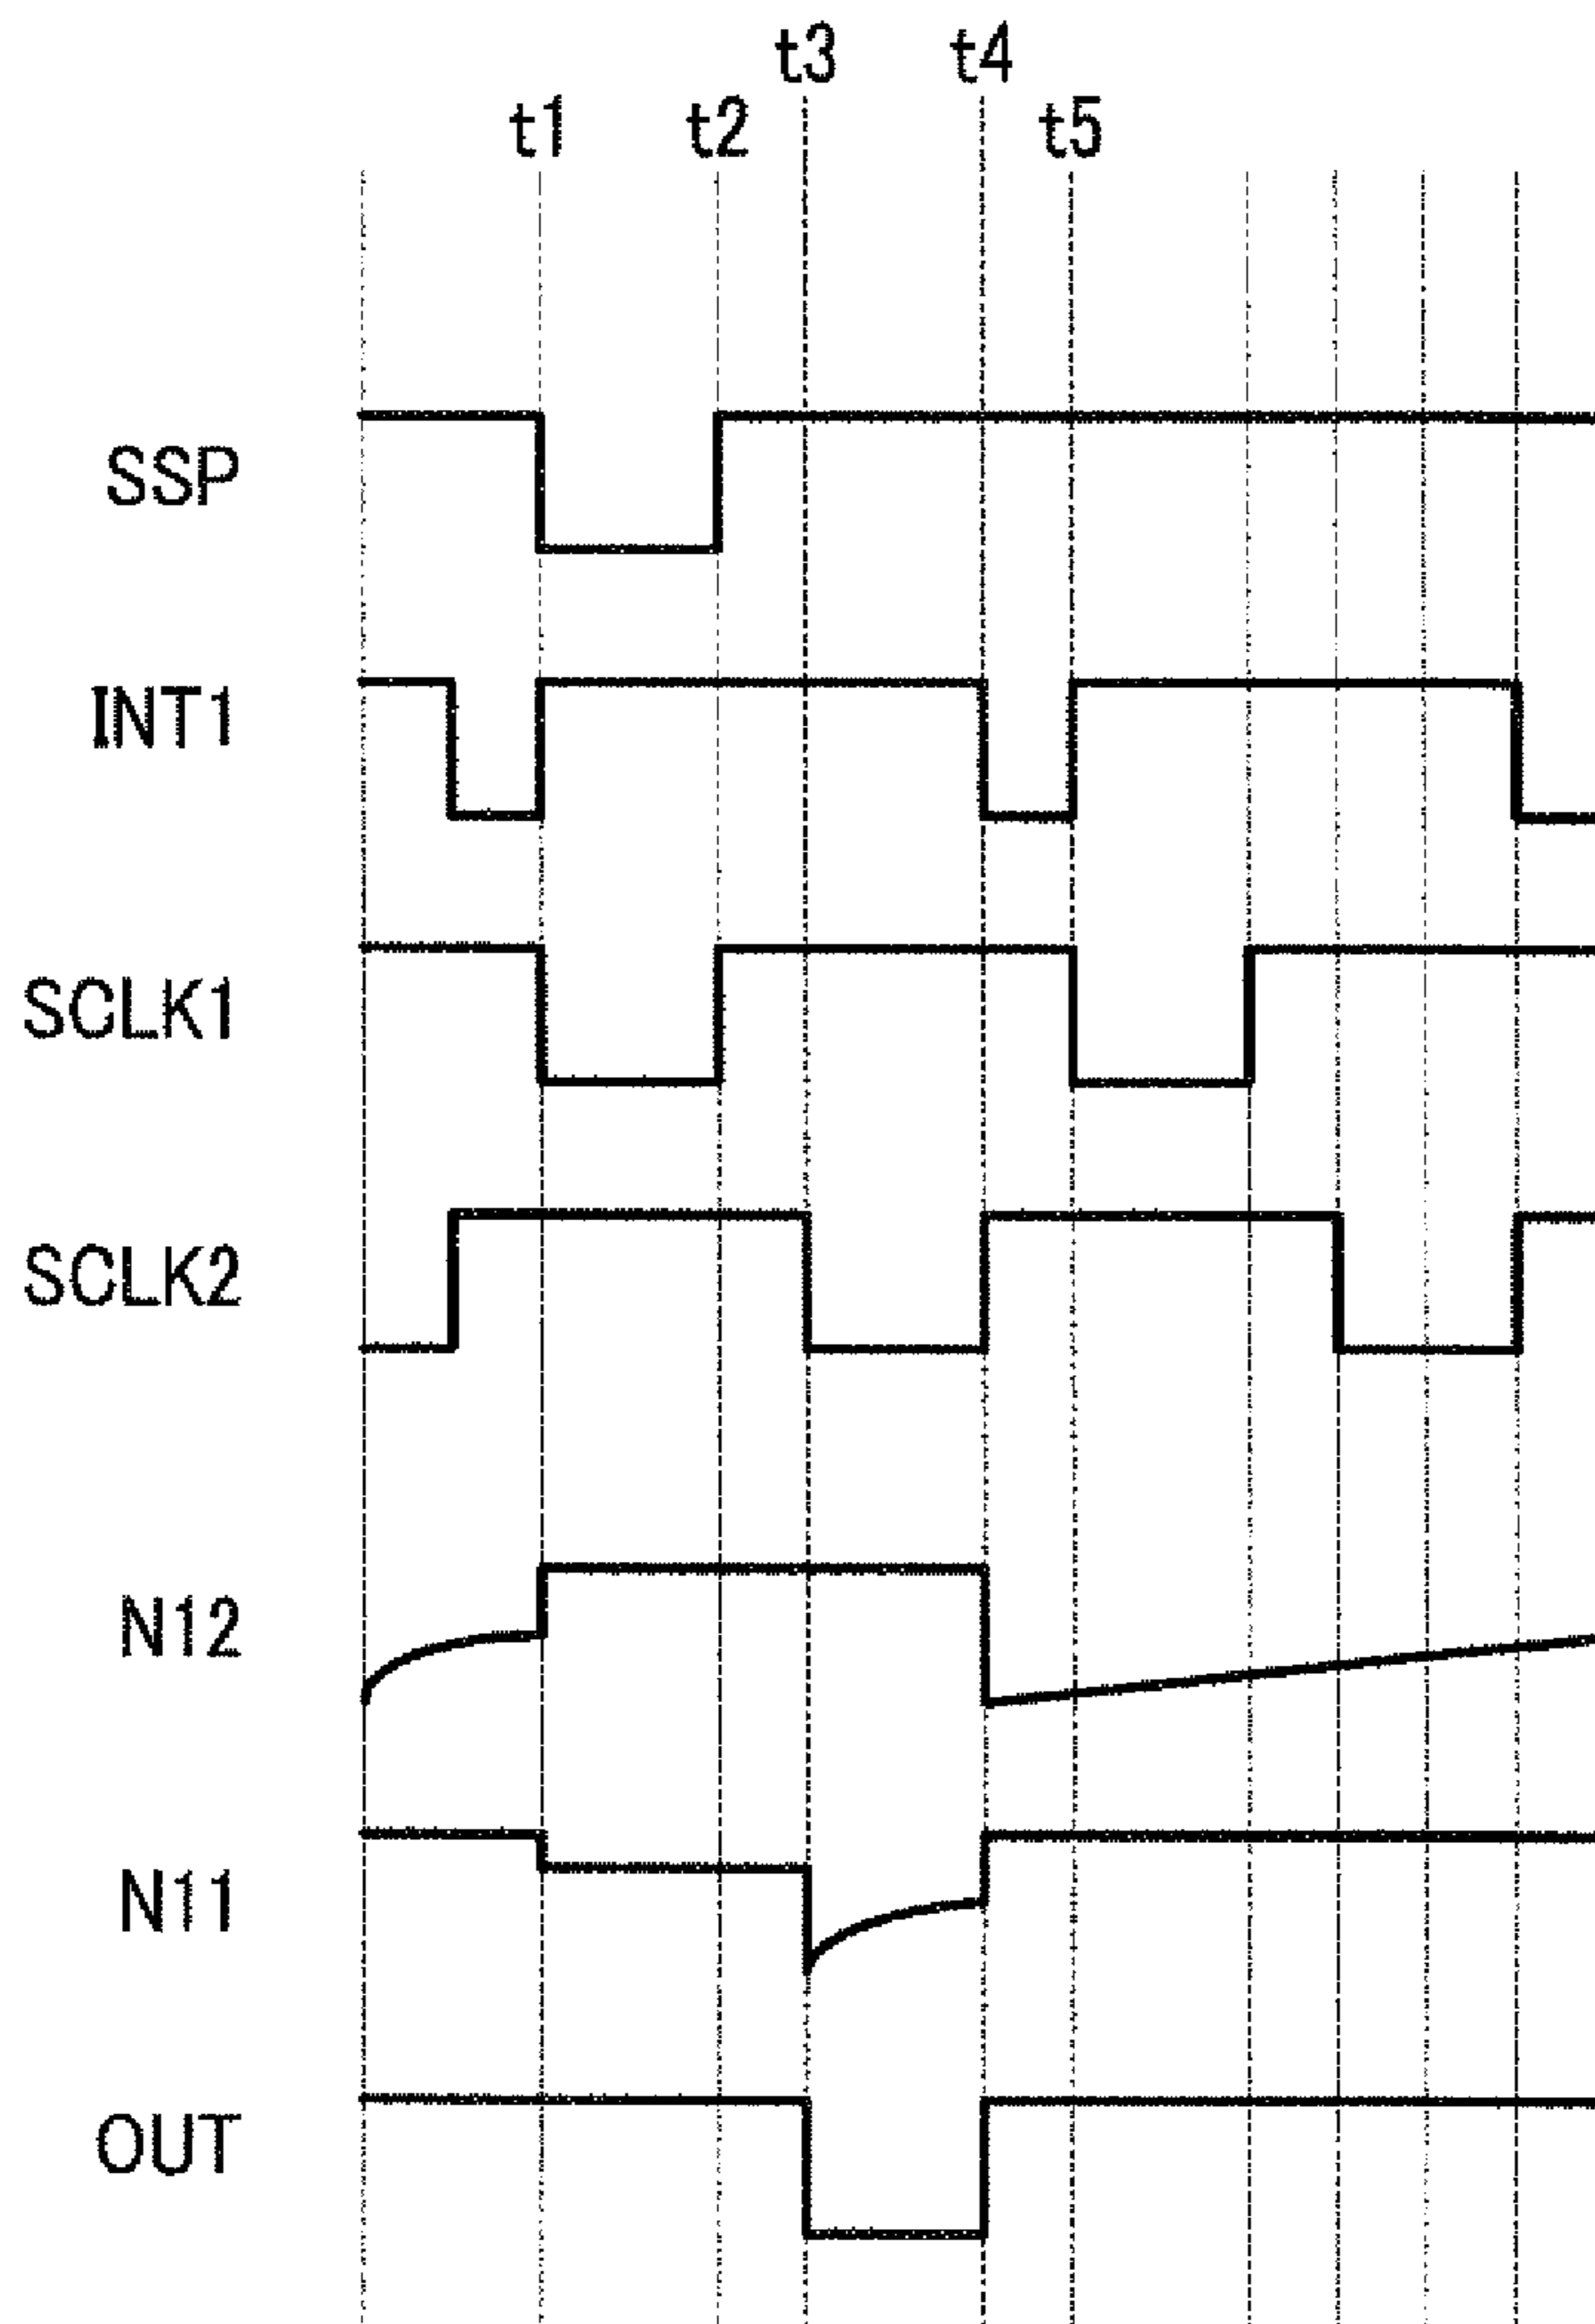 t3 t4
t1 t2 t5
SSP
INT1
SCLK1
SCLK2
N12
N11
OUT